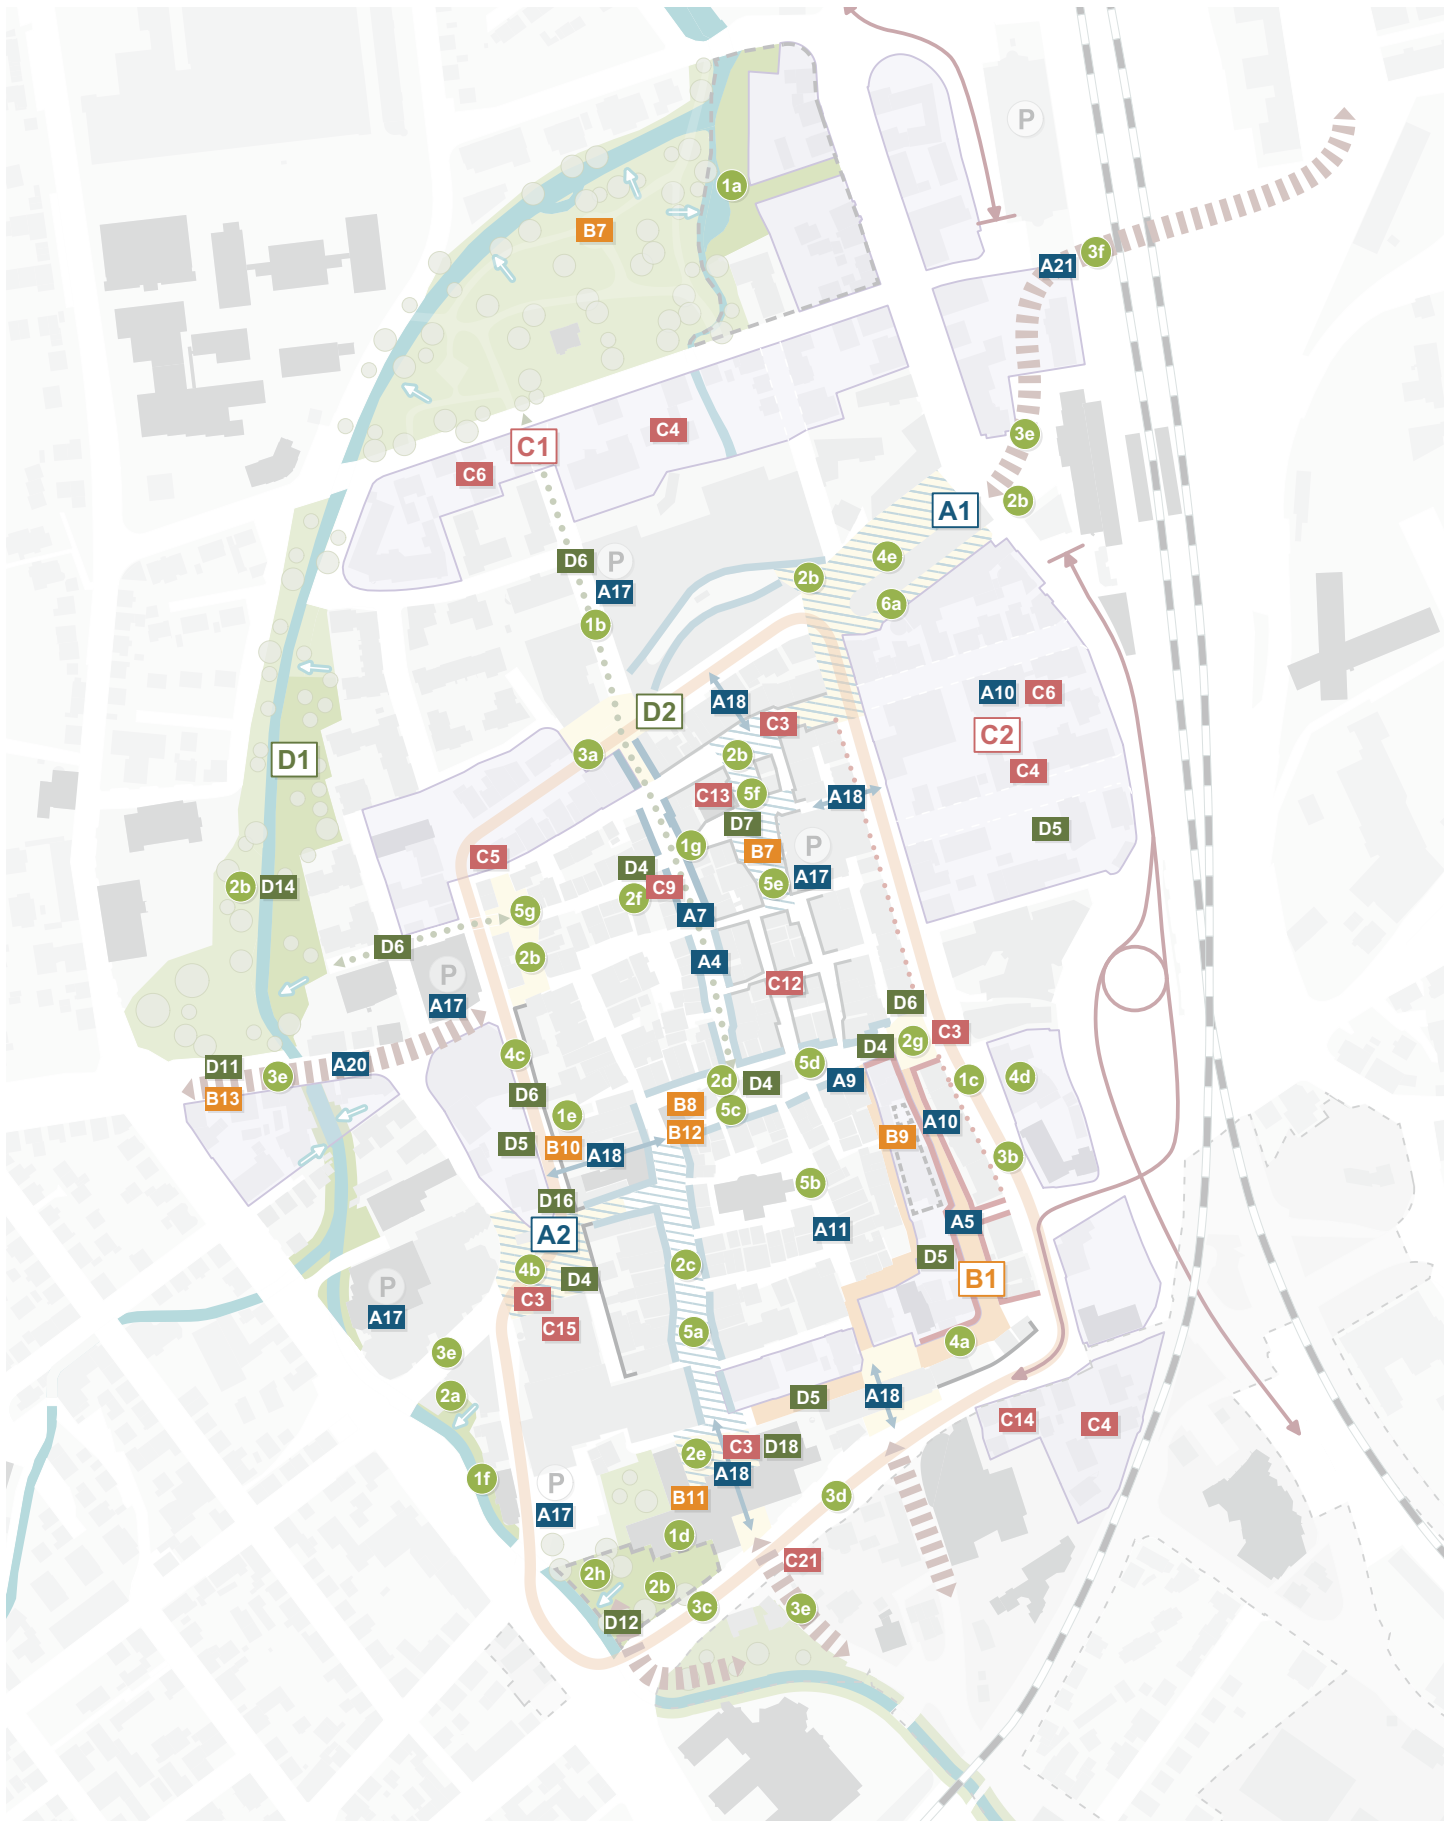 P
1a
B7
3f
A21
C4
3e
C1
C6
2b
A1
4e
D6
P
2b
A17
6a
1b
A10
C6
A18
D2
C3
C2
3a
2b
D1
C4
C13
5f
A18
D7
D5
1g
P
B7
C5
D4
A17
5e
2b
D14
C9
2f
5g
A7
D6
2b
A4
P
C12
A17
D6
C3
2g
D4
4c
5d
D11
3e
A20
2d
D4
A9
1c
4d
D6
B13
B8
5c
1e
A10
B12
B9
D5
B10
A18
3b
5b
D16
A5
A11
A2
D5
2c
4b
D4
B1
P
C3
A17
C15
5a
4a
3e
2a
D5
A18
C14
C4
C3
D18
2e
A18
1f
P
B11
3d
A17
1d
C21
2h
2b
3c
3e
D12